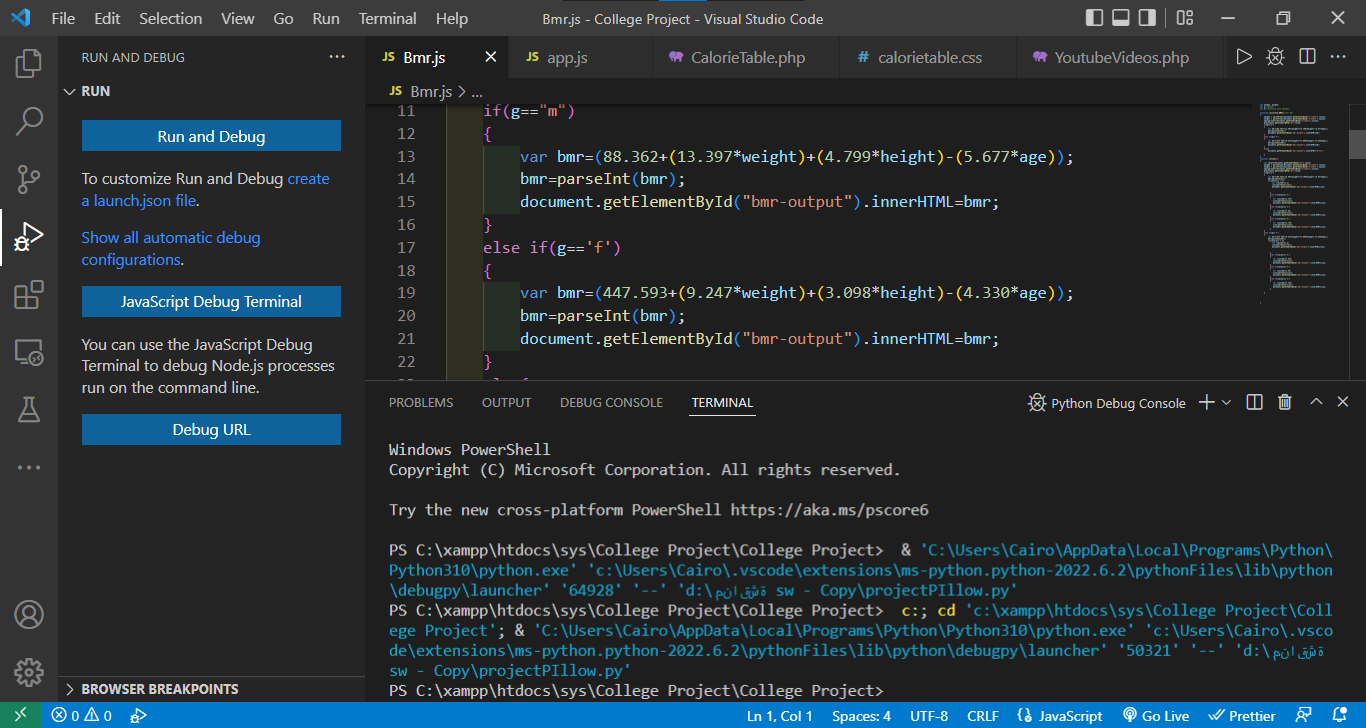 File Edit Selection View Go Run Terminal Help
Bmr.js - College Project - Visual Studio Code
RUN AND DEBUG
RUN
Run and Debug
To customize Run and Debug create
a launch.json file.
Show all automatic debug
configurations.
JavaScript Debug Terminal
You can use the JavaScript Debug
Terminal to debug Node.js processes
run on the command line.
Debug URL
BROWSER BREAKPOINTS
JS Bmr.js
JS app.js
CalorieTable.php
# calorietable.css
YoutubeVideos.php
JS Bmr.js > ...
11 if(g=="m")
12 {
13 var bmr=(88.362+(13.397*weight)+(4.799*height)-(5.677*age));
14 bmr=parseInt(bmr);
15 document.getElementById("bmr-output").innerHTML=bmr;
16 }
17 else if(g=='f')
18 {
19 var bmr=(447.593+(9.247*weight)+(3.098*height)-(4.330*age));
20 bmr=parseInt(bmr);
21 document.getElementById("bmr-output").innerHTML=bmr;
22 }
PROBLEMS OUTPUT DEBUG CONSOLE TERMINAL
Python Debug Console
Windows PowerShell
Copyright (C) Microsoft Corporation. All rights reserved.
Try the new cross-platform PowerShell https://aka.ms/pscore6
PS C:\xampp\htdocs\sys\College Project\College Project>  & 'C:\Users\Cairo\AppData\Local\Programs\Python\
Python310\python.exe' 'c:\Users\Cairo\.vscode\extensions\ms-python.python-2022.6.2\pythonFiles\lib\python
\debugpy\launcher' '64928' '--' 'd:\ sw - Copy\projectPIllow.py'
PS C:\xampp\htdocs\sys\College Project\College Project>  c:; cd 'c:\xampp\htdocs\sys\College Project\Coll
ege Project'; & 'C:\Users\Cairo\AppData\Local\Programs\Python\Python310\python.exe' 'c:\Users\Cairo\.vsco
de\extensions\ms-python.python-2022.6.2\pythonFiles\lib\python\debugpy\launcher' '50321' '--' 'd:\
sw - Copy\projectPIllow.py'
PS C:\xampp\htdocs\sys\College Project\College Project>
0 0
Ln 1, Col 1 Spaces: 4 UTF-8 CRLF JavaScript Go Live Prettier